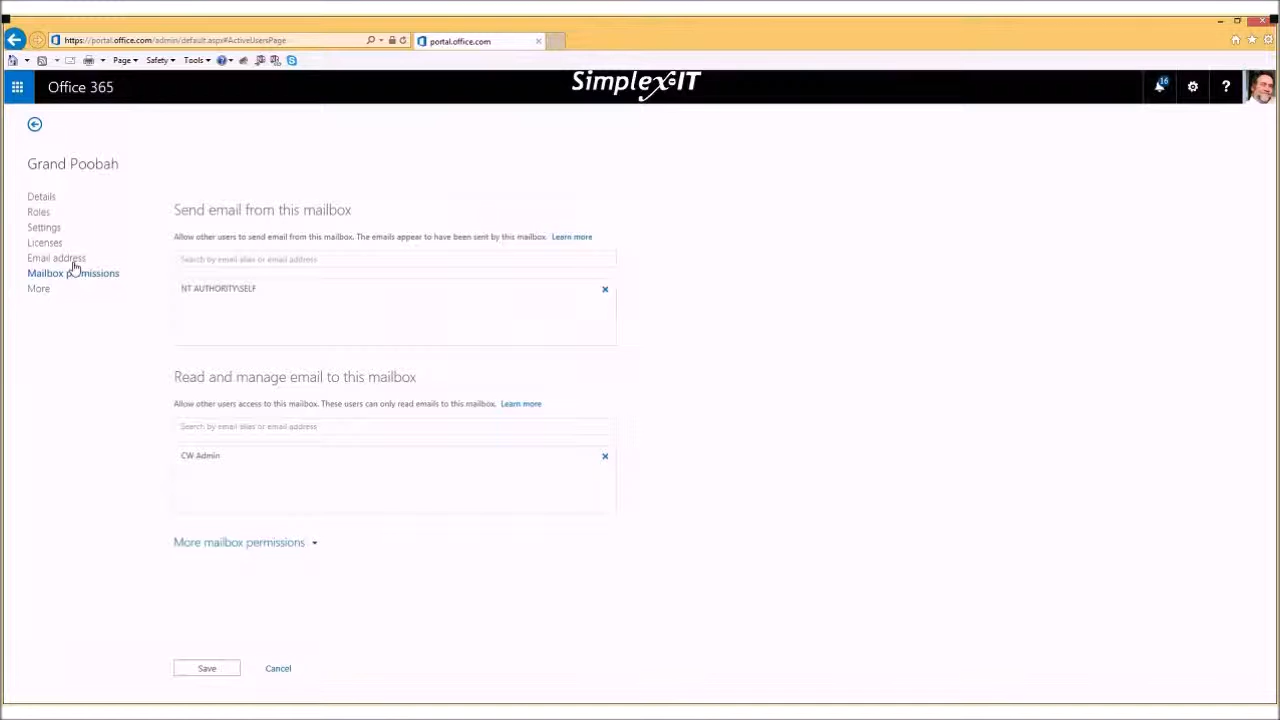 https://portal.office.com/admin/default.aspx#ActiveUsersPage
portal.office.com
Page
Safety
Tools
Office 365
Simplex-IT
16
?
Grand Poobah
Details
Roles
Settings
Licenses
Email address
Mailbox permissions
More
Send email from this mailbox
Allow other users to send email from this mailbox. The emails appear to have been sent by this mailbox. Learn more
Search by email alias or email address
NT AUTHORITY\SELF
Read and manage email to this mailbox
Allow other users access to this mailbox. These users can only read emails to this mailbox. Learn more
Search by email alias or email address
CW Admin
More mailbox permissions
Save
Cancel